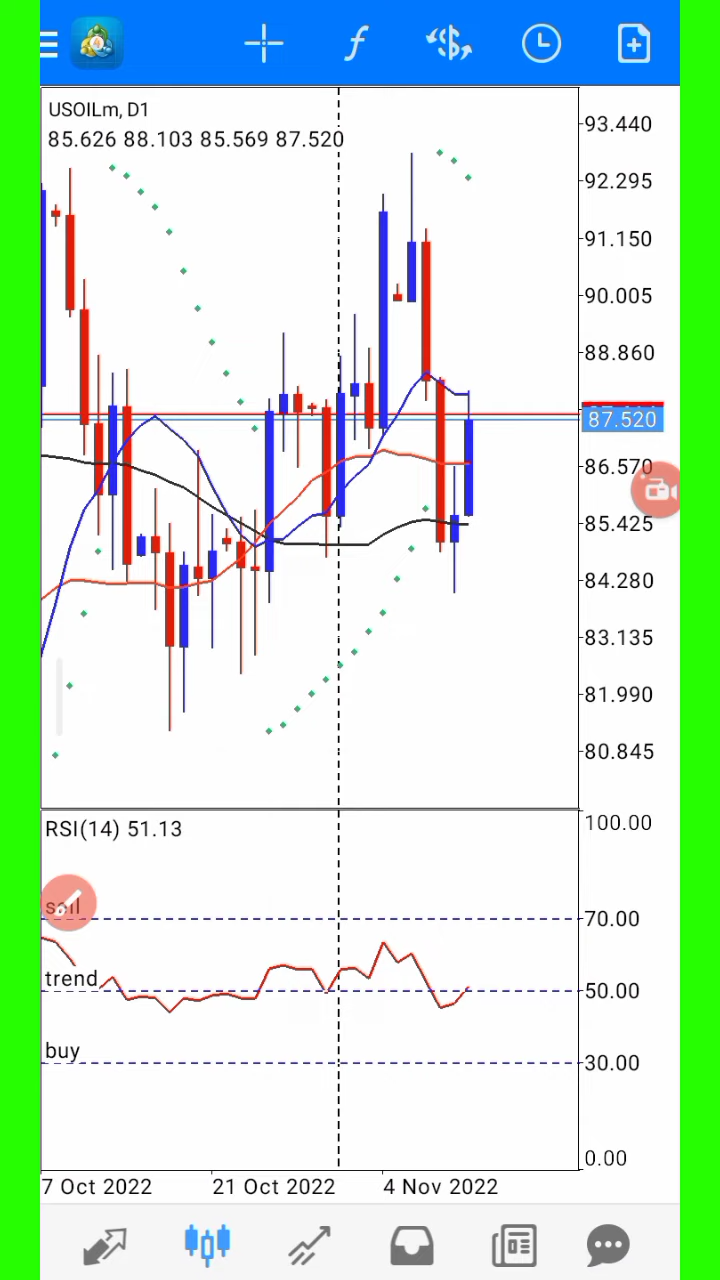 USOILm, D1
85.626 88.103 85.569 87.520
93.440
92.295
91.150
90.005
88.860
87.520
86.570
85.425
84.280
83.135
81.990
80.845
RSI(14) 51.13
100.00
sell
70.00
trend
50.00
buy
30.00
0.00
7 Oct 2022
21 Oct 2022
4 Nov 2022